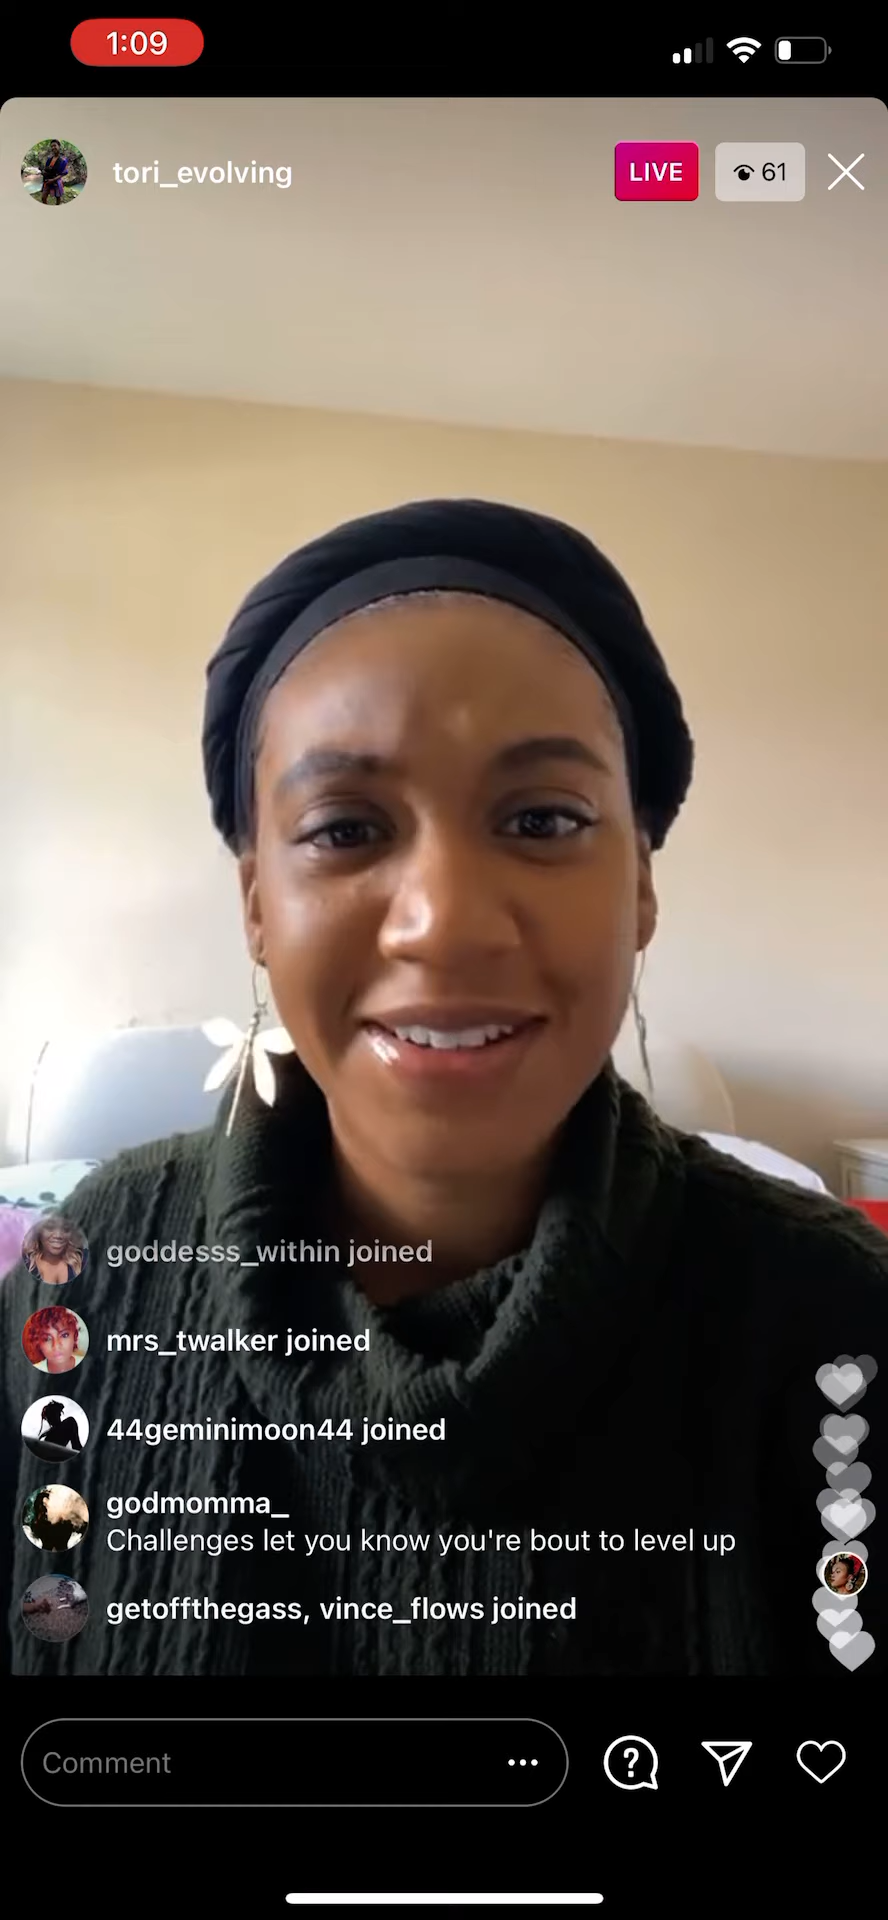 1:09
tori_evolving
LIVE
61
goddesss_within joined
mrs_twalker joined
44geminimoon44 joined
godmomma_
Challenges let you know you're bout to level up
getoffthegass, vince_flows joined
Comment